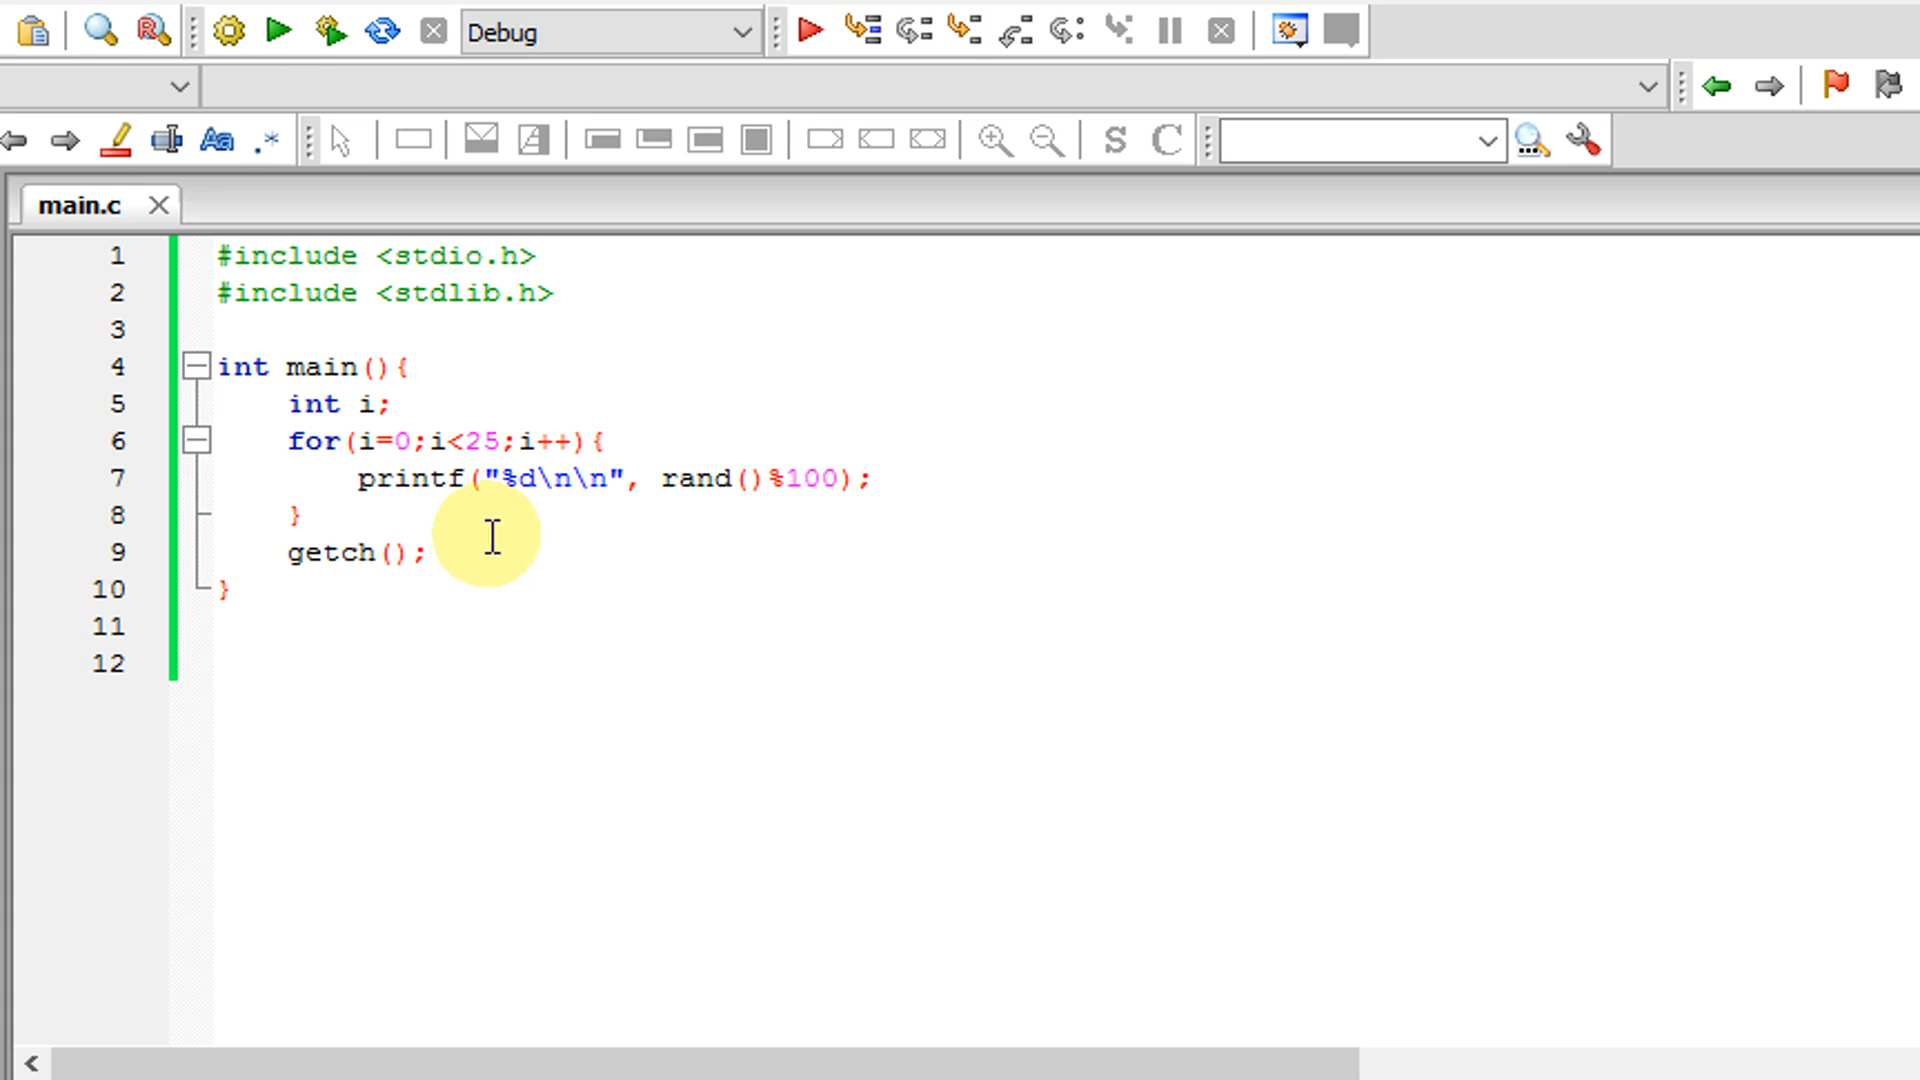 Debug
Aa .*
S C
main.c
1 #include <stdio.h>
2 #include <stdlib.h>
3
4 int main(){
5     int i;
6     for(i=0;i<25;i++){
7         printf("%d\n\n", rand()%100);
8     }
9     getch();
10 }
11
12